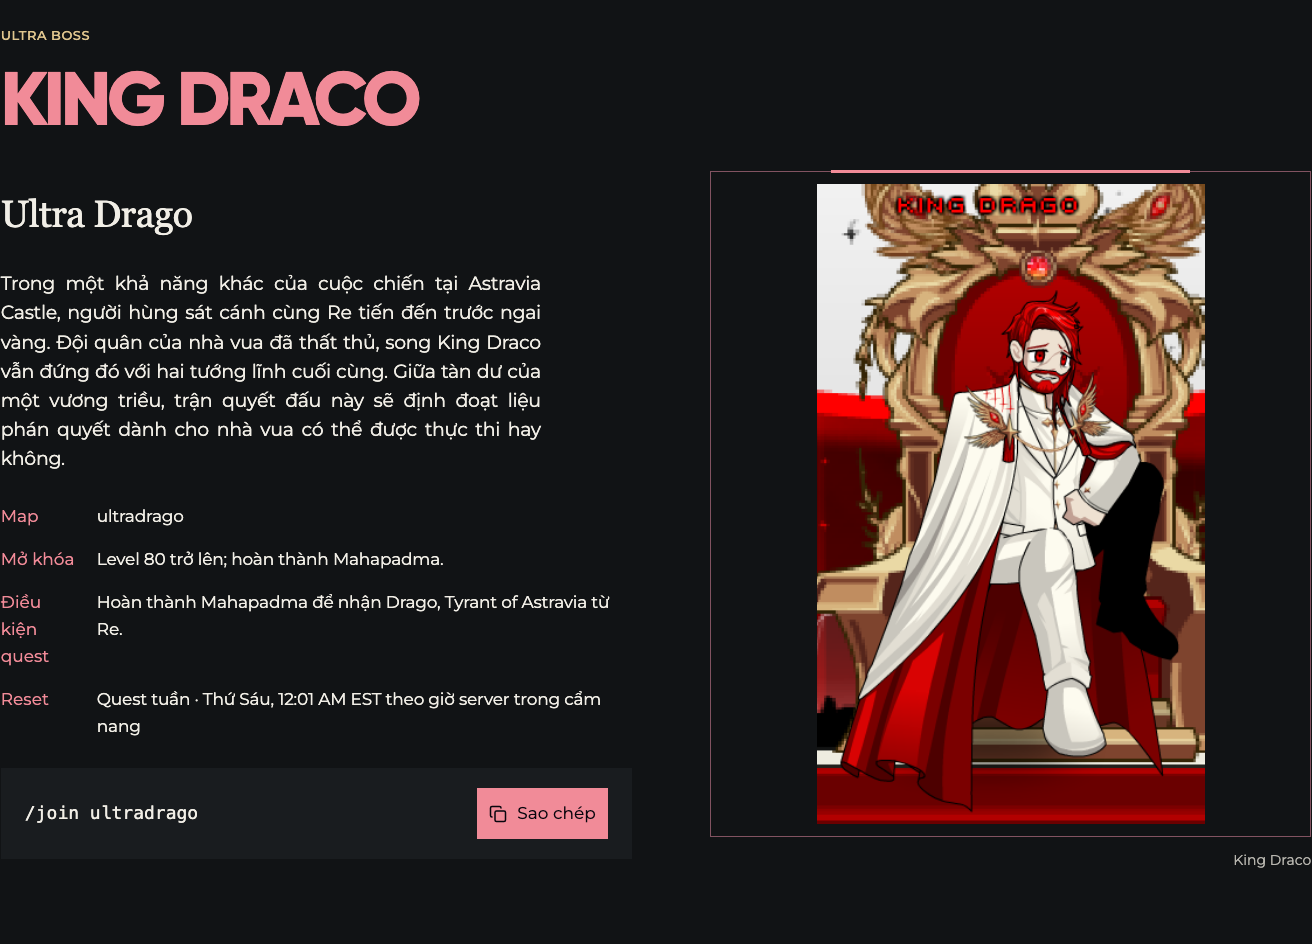 ULTRA BOSS
KING DRACO
Ultra Drago
Trong một khả năng khác của cuộc chiến tại Astravia
Castle, người hùng sát cánh cùng Re tiến đến trước ngai
vàng. Đội quân của nhà vua đã thất thủ, song King Draco
vẫn đứng đó với hai tướng lĩnh cuối cùng. Giữa tàn dư của
một vương triều, trận quyết đấu này sẽ định đoạt liệu
phán quyết dành cho nhà vua có thể được thực thi hay
không.
Map ultradrago
Mở khóa Level 80 trở lên; hoàn thành Mahapadma.
Điều kiện quest Hoàn thành Mahapadma để nhận Drago, Tyrant of Astravia từ
Re.
Reset Quest tuần · Thứ Sáu, 12:01 AM EST theo giờ server trong cẩm
nang
/join ultradrago
Sao chép
KING DRAGO
King Draco